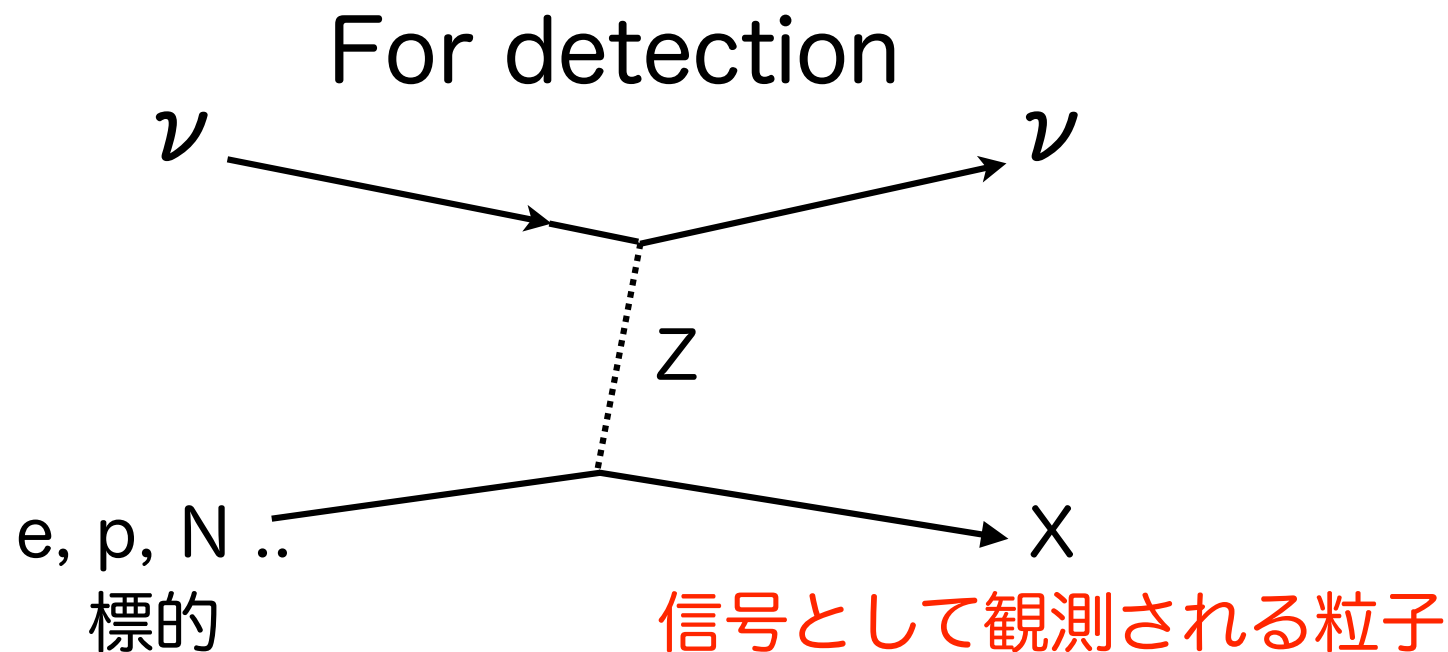 For detection
ν ν
Z
e, p, N .. X
標的 信号として観測される粒子